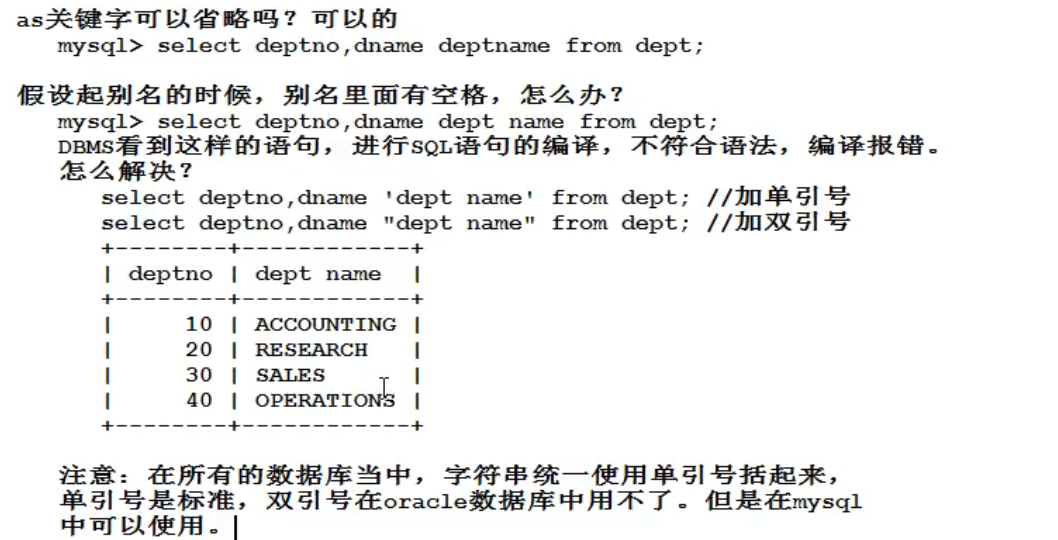 as关键字可以省略吗？可以的
mysql> select deptno,dname deptname from dept;
假设起别名的时候，别名里面有空格，怎么办？
mysql> select deptno,dname dept name from dept;
DBMS看到这样的语句，进行SQL语句的编译，不符合语法，编译报错。
怎么解决？
select deptno,dname 'dept name' from dept; //加单引号
select deptno,dname "dept name" from dept; //加双引号
+--------+------------+
| deptno | dept name  |
+--------+------------+
|     10 | ACCOUNTING |
|     20 | RESEARCH   |
|     30 | SALES      |
|     40 | OPERATIONS |
+--------+------------+
注意：在所有的数据库当中，字符串统一使用单引号括起来，
单引号是标准，双引号在oracle数据库中用不了。但是在mysql
中可以使用。